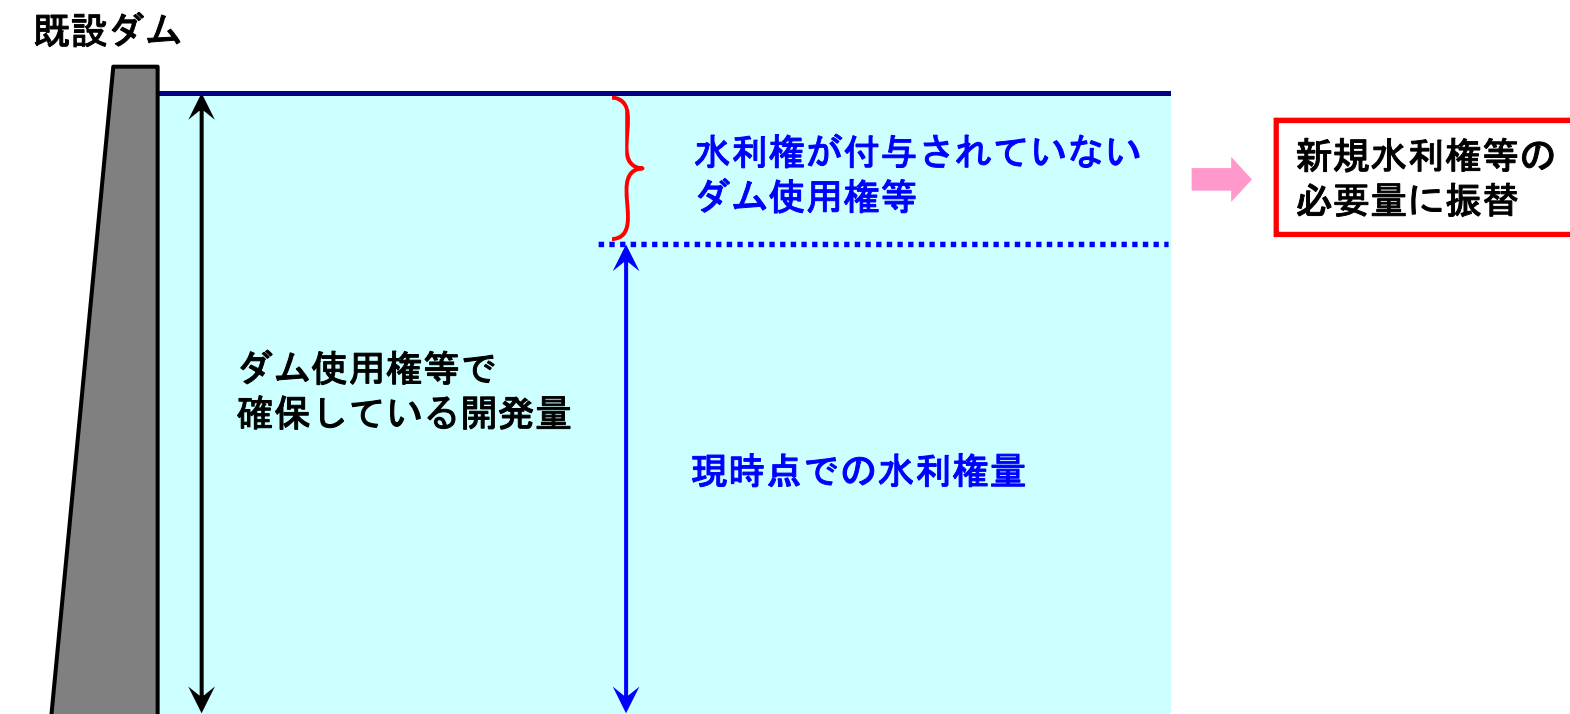 既設ダム
水利権が付与されていない
ダム使用権等
新規水利権等の
必要量に振替
ダム使用権等で
確保している開発量
現時点での水利権量